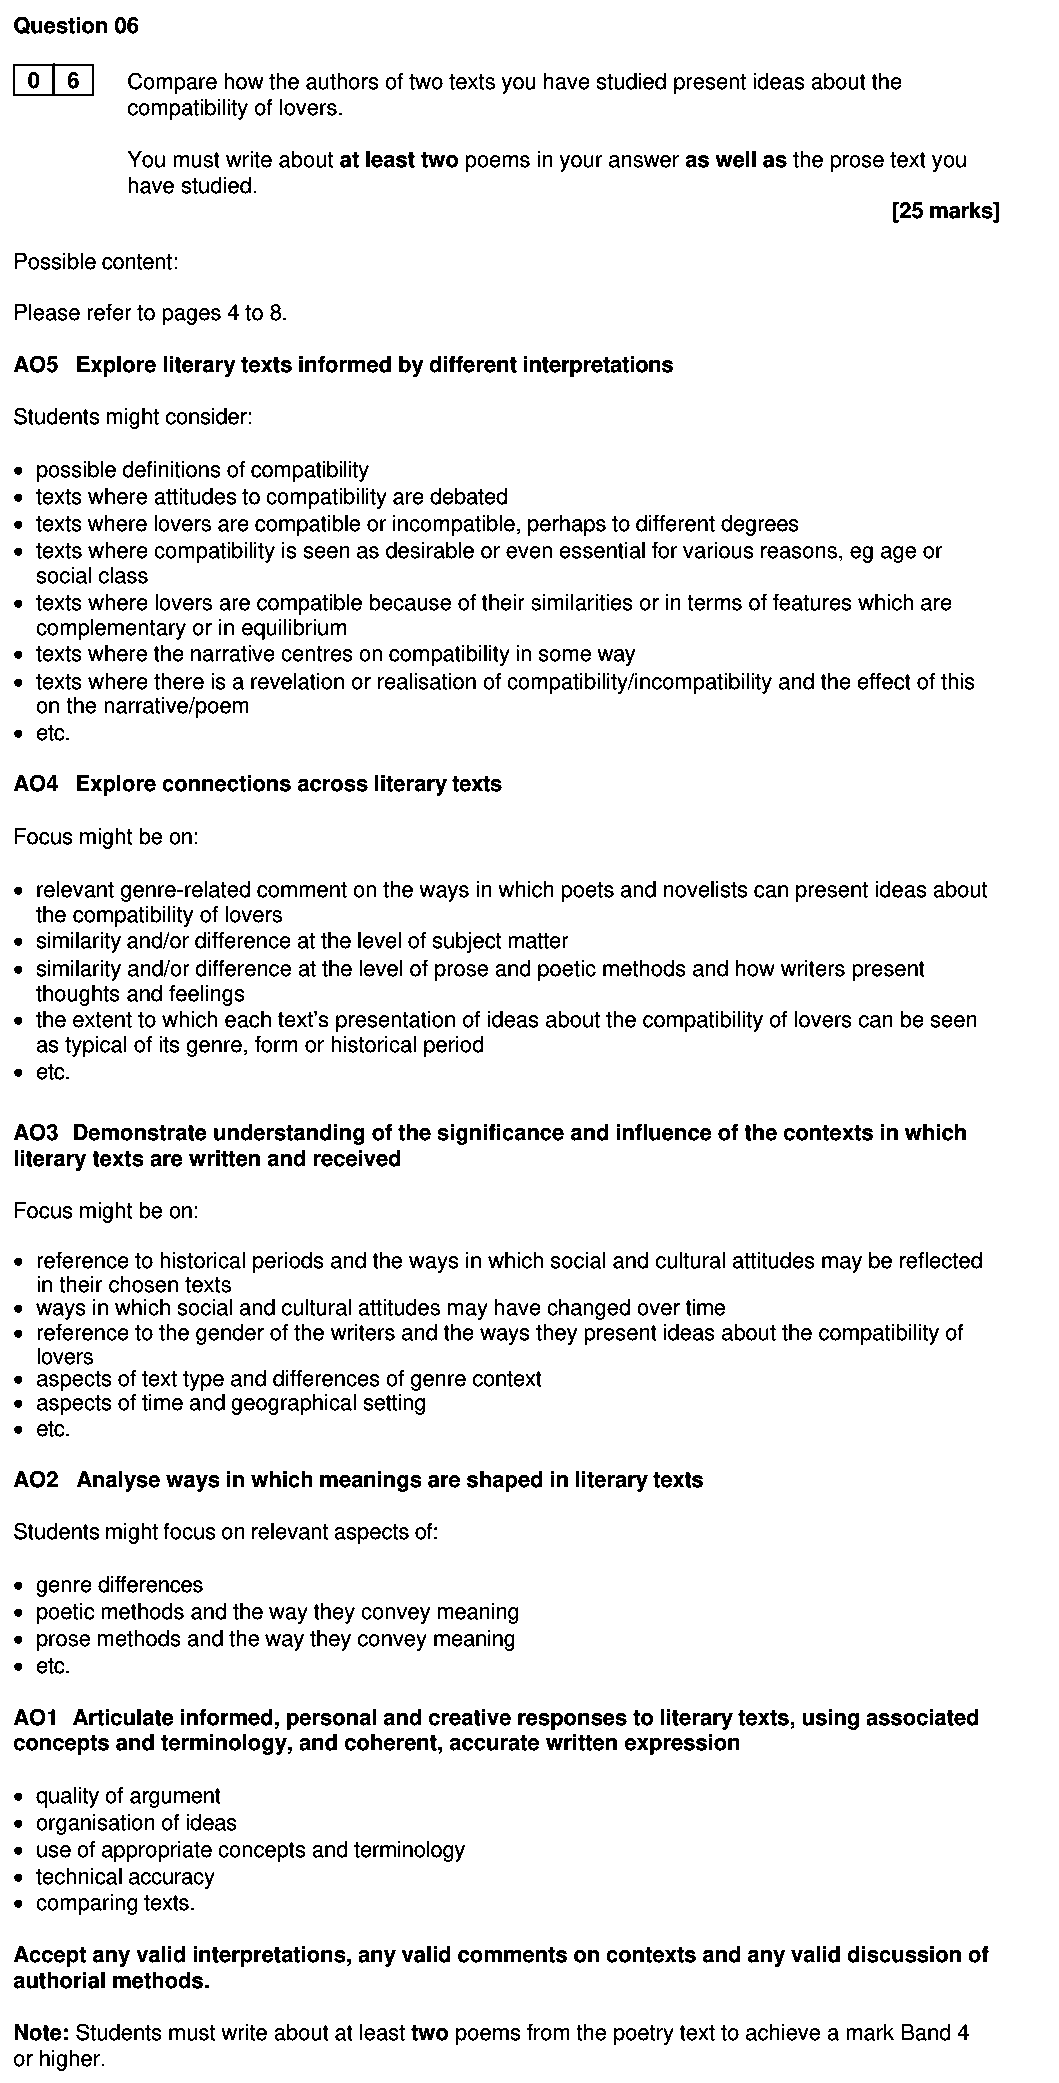 Question 06
0 6 Compare how the authors of two texts you have studied present ideas about the
compatibility of lovers.
You must write about at least two poems in your answer as well as the prose text you
have studied.
[25 marks]
Possible content:
Please refer to pages 4 to 8.
AO5 Explore literary texts informed by different interpretations
Students might consider:
• possible definitions of compatibility
• texts where attitudes to compatibility are debated
• texts where lovers are compatible or incompatible, perhaps to different degrees
• texts where compatibility is seen as desirable or even essential for various reasons, eg age or
social class
• texts where lovers are compatible because of their similarities or in terms of features which are
complementary or in equilibrium
• texts where the narrative centres on compatibility in some way
• texts where there is a revelation or realisation of compatibility/incompatibility and the effect of this
on the narrative/poem
• etc.
AO4 Explore connections across literary texts
Focus might be on:
• relevant genre-related comment on the ways in which poets and novelists can present ideas about
the compatibility of lovers
• similarity and/or difference at the level of subject matter
• similarity and/or difference at the level of prose and poetic methods and how writers present
thoughts and feelings
• the extent to which each text's presentation of ideas about the compatibility of lovers can be seen
as typical of its genre, form or historical period
• etc.
AO3 Demonstrate understanding of the significance and influence of the contexts in which
literary texts are written and received
Focus might be on:
• reference to historical periods and the ways in which social and cultural attitudes may be reflected
in their chosen texts
• ways in which social and cultural attitudes may have changed over time
• reference to the gender of the writers and the ways they present ideas about the compatibility of
lovers
• aspects of text type and differences of genre context
• aspects of time and geographical setting
• etc.
AO2 Analyse ways in which meanings are shaped in literary texts
Students might focus on relevant aspects of:
• genre differences
• poetic methods and the way they convey meaning
• prose methods and the way they convey meaning
• etc.
AO1 Articulate informed, personal and creative responses to literary texts, using associated
concepts and terminology, and coherent, accurate written expression
• quality of argument
• organisation of ideas
• use of appropriate concepts and terminology
• technical accuracy
• comparing texts.
Accept any valid interpretations, any valid comments on contexts and any valid discussion of
authorial methods.
Note: Students must write about at least two poems from the poetry text to achieve a mark Band 4
or higher.